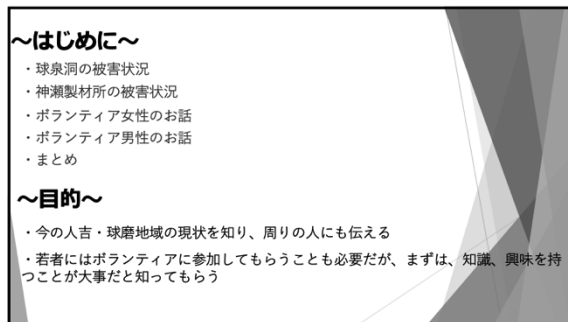 ～はじめに～
・球泉洞の被害状況
・神瀬製材所の被害状況
・ボランティア女性のお話
・ボランティア男性のお話
・まとめ
～目的～
・今の人吉・球磨地域の現状を知り、周りの人にも伝える
・若者にはボランティアに参加してもらうことも必要だが、まずは、知識、興味を持
つことが大事だと知ってもらう